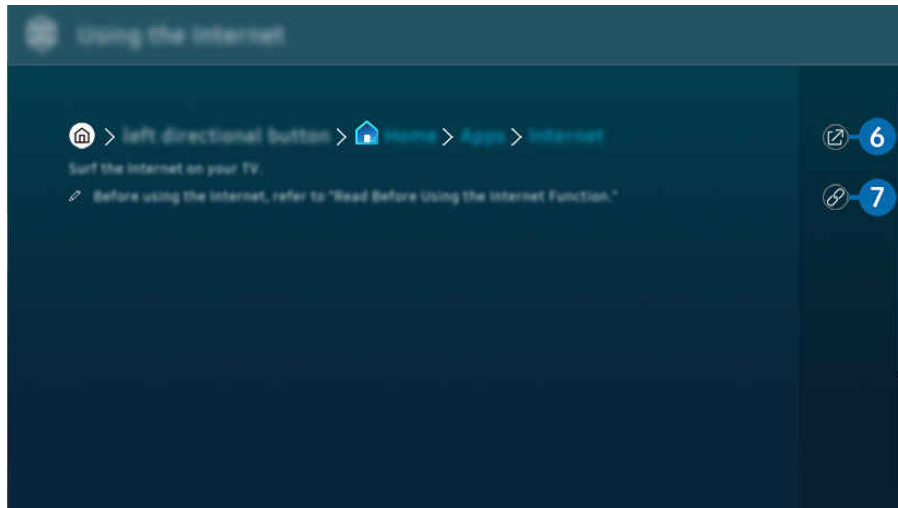 Using the Internet
> left directional button > Home > Apps > Internet
6
Surf the Internet on your TV.
7
Before using the Internet, refer to "Read Before Using the Internet Function."